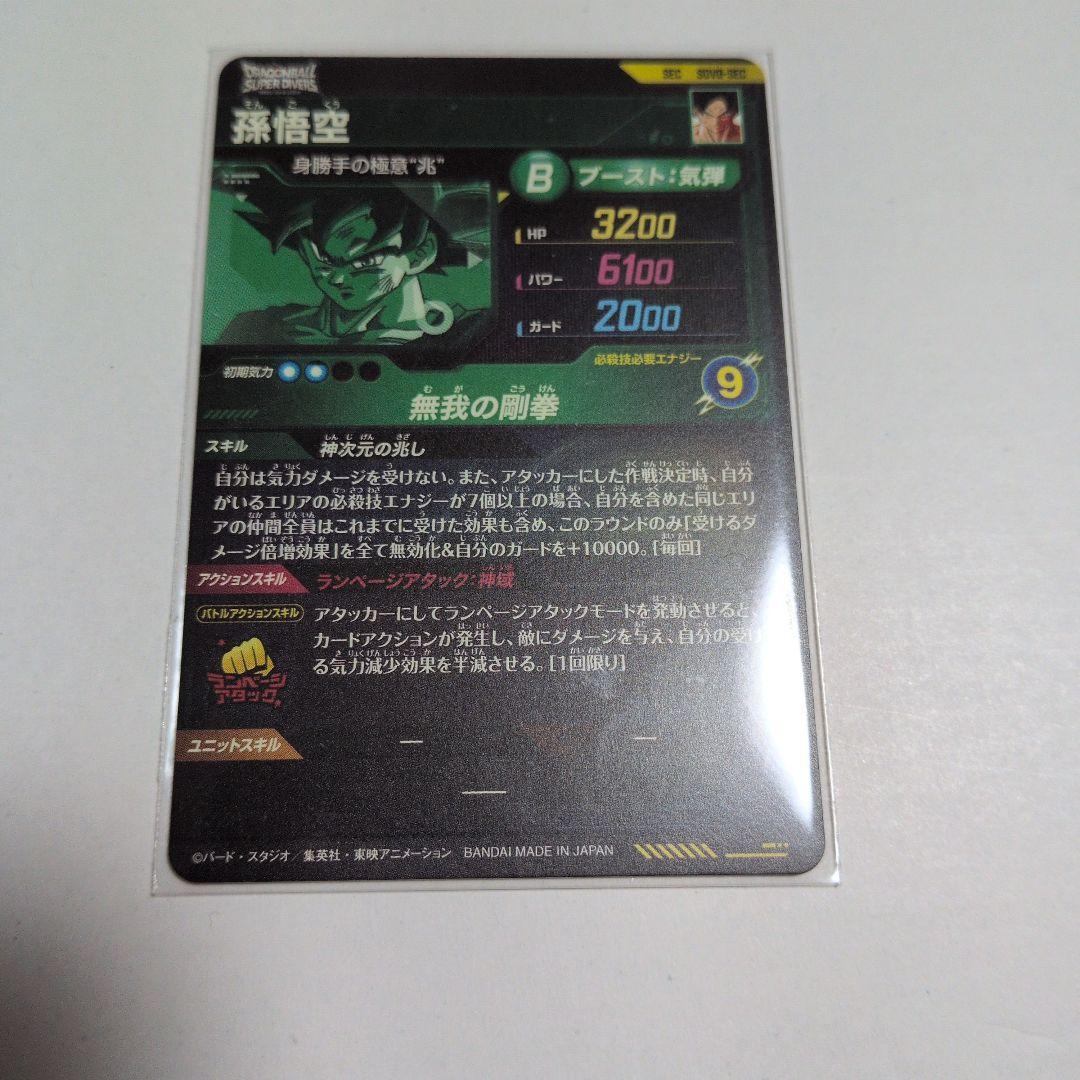 DRAGONBALL
SUPER DIVERS
SEC
そんごくう
孫悟空
身勝手の極意"兆"
B ブースト:気弾
HP 3200
パワー 6100
ガード 2000
初期気力
必殺技必要エナジー
9
むがごうけん
無我の剛拳
スキル 神次元の兆し
自分は気力ダメージを受けない。また、アタッカーにした作戦決定時、自分
がいるエリアの必殺技エナジーが7個以上の場合、自分を含めた同じエリ
アの仲間全員はこれまでに受けた効果も含め、このラウンドのみ「受けるダ
メージ倍増効果」を全て無効化&自分のガードを+10000。[毎回]
アクションスキル ランページアタック:神域
バトルアクションスキル
アタッカーにしてランページアタックモードを発動させると、
カードアクションが発生し、敵にダメージを与え、自分の受け
る気力減少効果を半減させる。[1回限り]
ランページ
アタック
ユニットスキル
©バード・スタジオ/集英社・東映アニメーション BANDAI MADE IN JAPAN